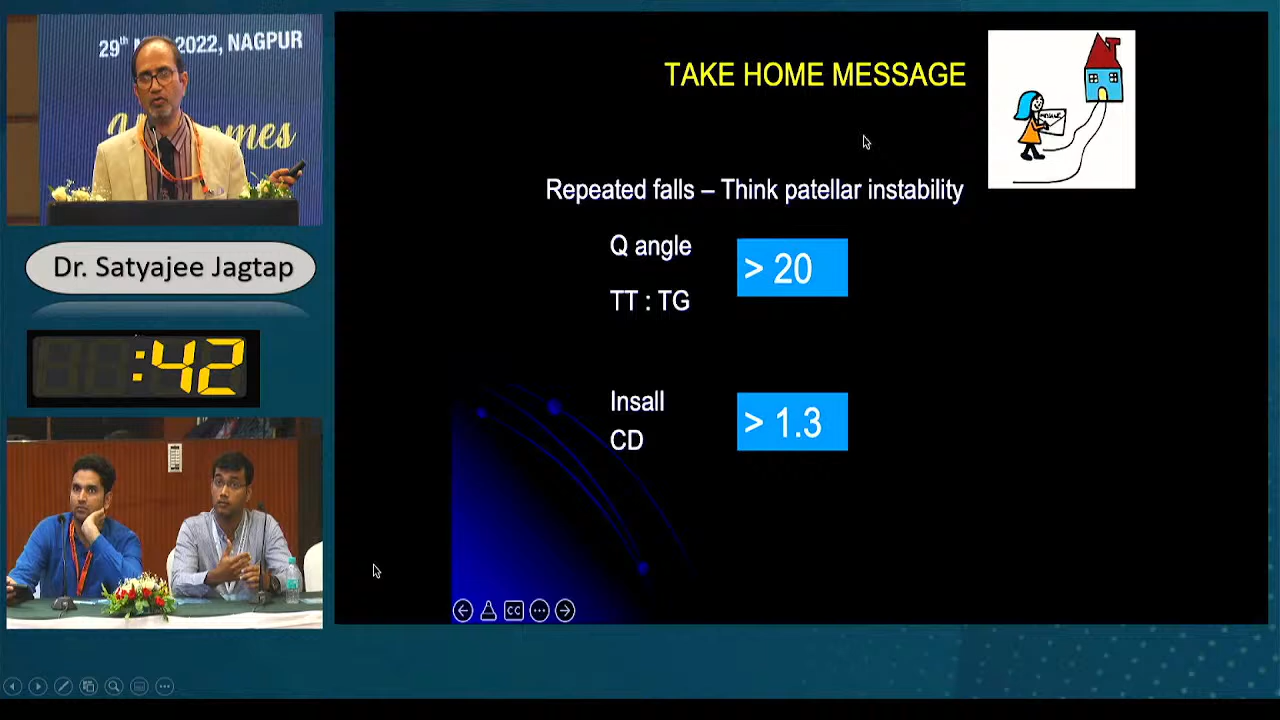 29th
2022, NAGPUR
Dr. Satyajee Jagtap
:42
TAKE HOME MESSAGE
Repeated falls – Think patellar instability
Q angle
> 20
TT : TG
Insall
> 1.3
CD
CC